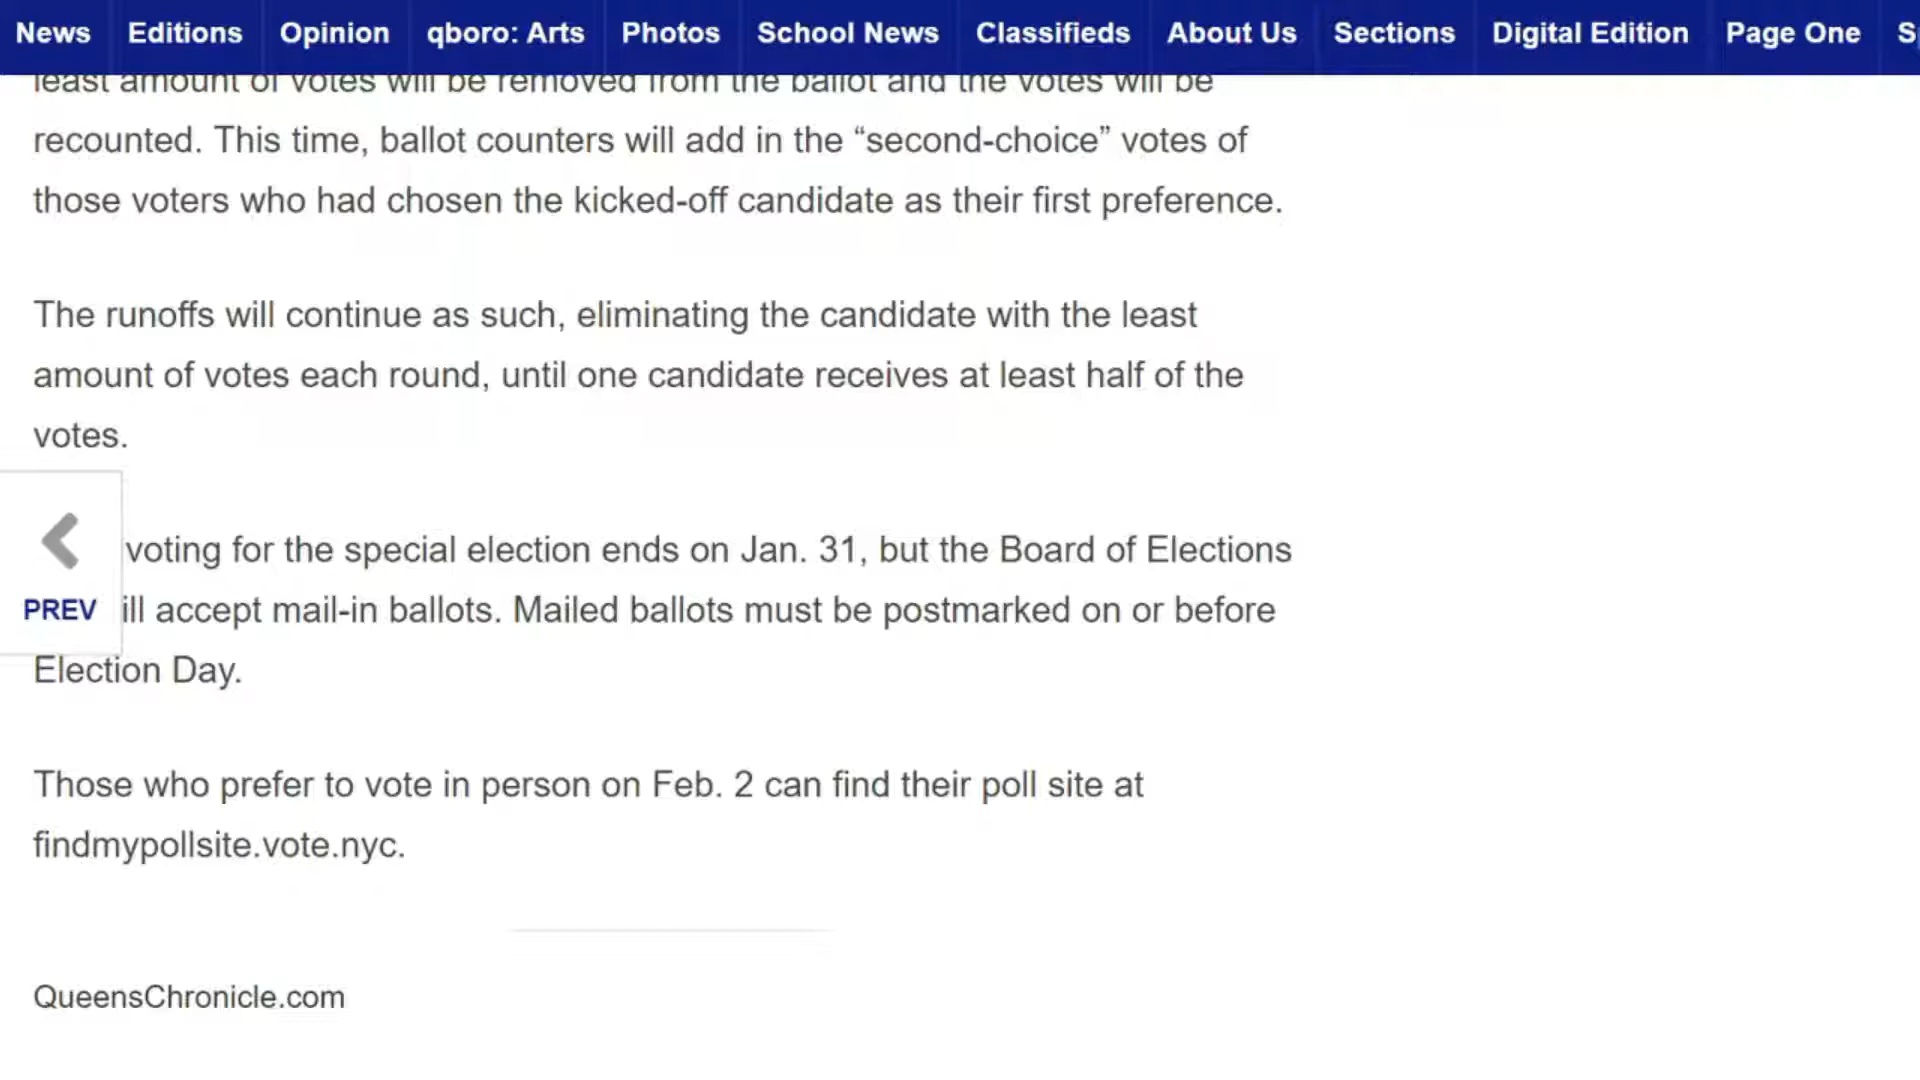 News Editions Opinion qboro: Arts Photos School News Classifieds About Us Sections Digital Edition Page One
least amount of votes will be removed from the ballot and the votes will be
recounted. This time, ballot counters will add in the “second-choice” votes of
those voters who had chosen the kicked-off candidate as their first preference.
The runoffs will continue as such, eliminating the candidate with the least
amount of votes each round, until one candidate receives at least half of the
votes.
voting for the special election ends on Jan. 31, but the Board of Elections
PREV ill accept mail-in ballots. Mailed ballots must be postmarked on or before
Election Day.
Those who prefer to vote in person on Feb. 2 can find their poll site at
findmypollsite.vote.nyc.
QueensChronicle.com